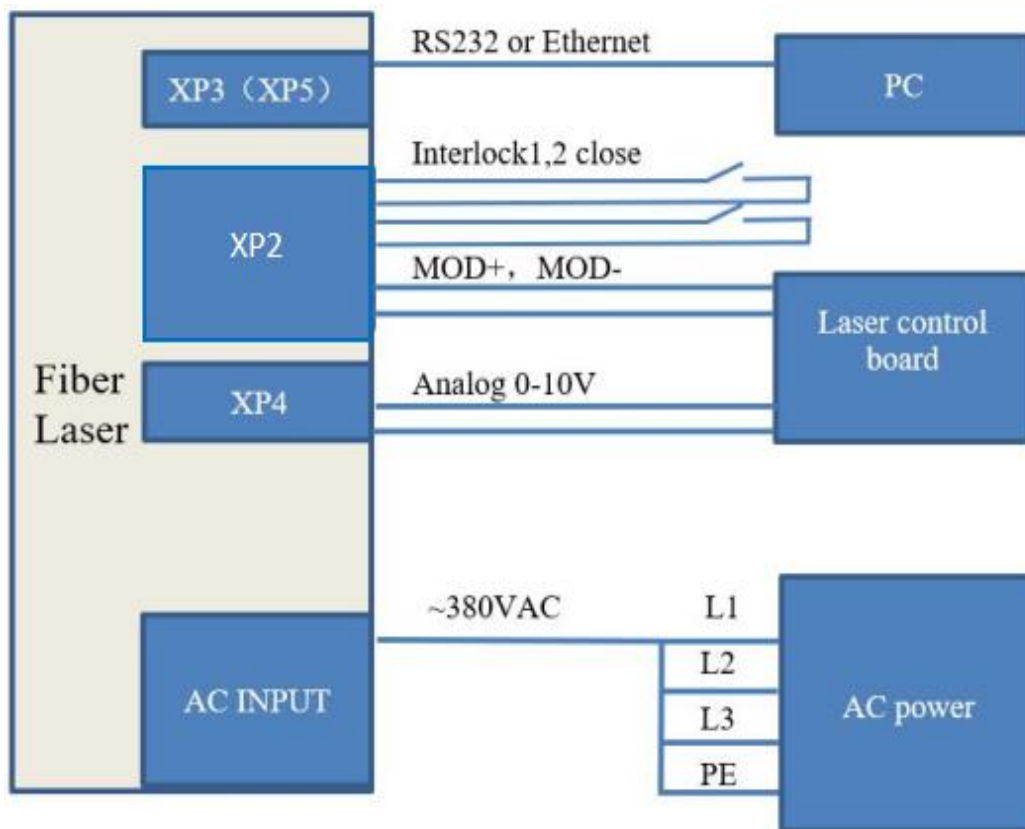 RS232 or Ethernet
XP3（XP5）
PC
Interlock1,2 close
XP2
MOD+，MOD-
Laser control
board
Fiber
Laser
XP4
Analog 0-10V
~380VAC
L1
L2
L3
PE
AC INPUT
AC power